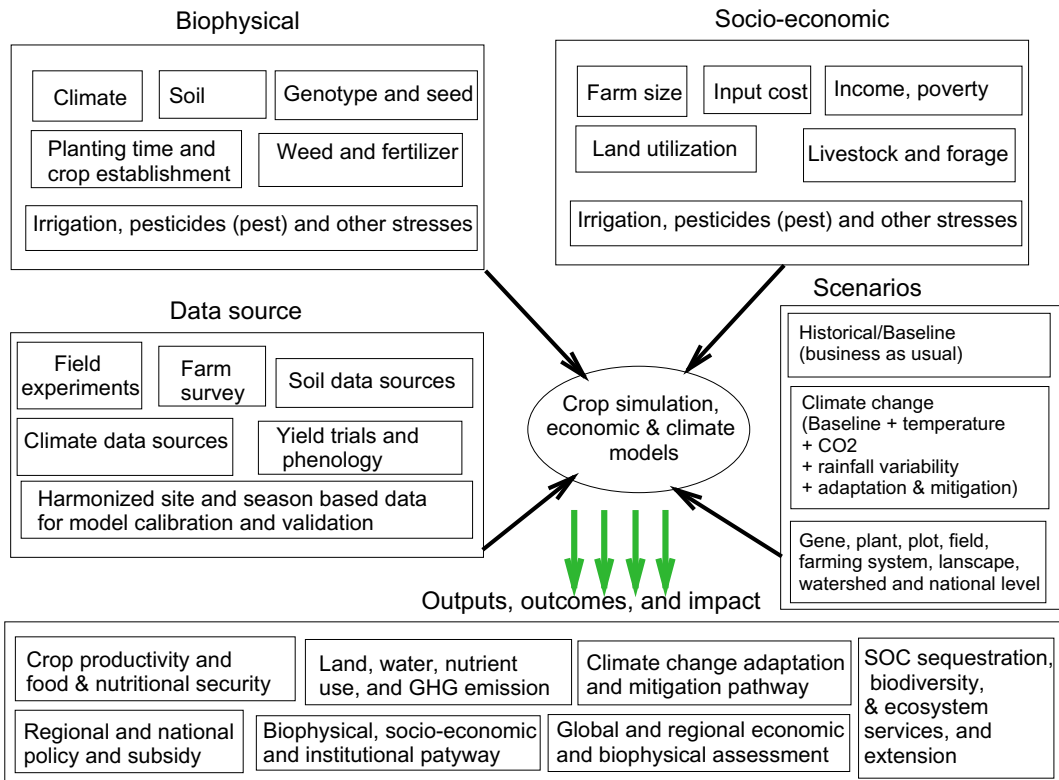 Biophysical
Climate
Soil
Genotype and seed
Planting time and
crop establishment
Weed and fertilizer
Irrigation, pesticides (pest) and other stresses
Socio-economic
Farm size
Input cost
Income, poverty
Land utilization
Livestock and forage
Irrigation, pesticides (pest) and other stresses
Data source
Field
experiments
Farm
survey
Soil data sources
Climate data sources
Yield trials and
phenology
Harmonized site and season based data
for model calibration and validation
Crop simulation,
economic & climate
models
Scenarios
Historical/Baseline
(business as usual)
Climate change
(Baseline + temperature
+ CO2
+ rainfall variability
+ adaptation & mitigation)
Gene, plant, plot, field,
farming system, lanscape,
watershed and national level
Outputs, outcomes, and impact
Crop productivity and
food & nutritional security
Land, water, nutrient
use, and GHG emission
Climate change adaptation
and mitigation pathway
SOC sequestration,
biodiversity,
& ecosystem
services, and
extension
Regional and national
policy and subsidy
Biophysical, socio-economic
and institutional patyway
Global and regional economic
and biophysical assessment